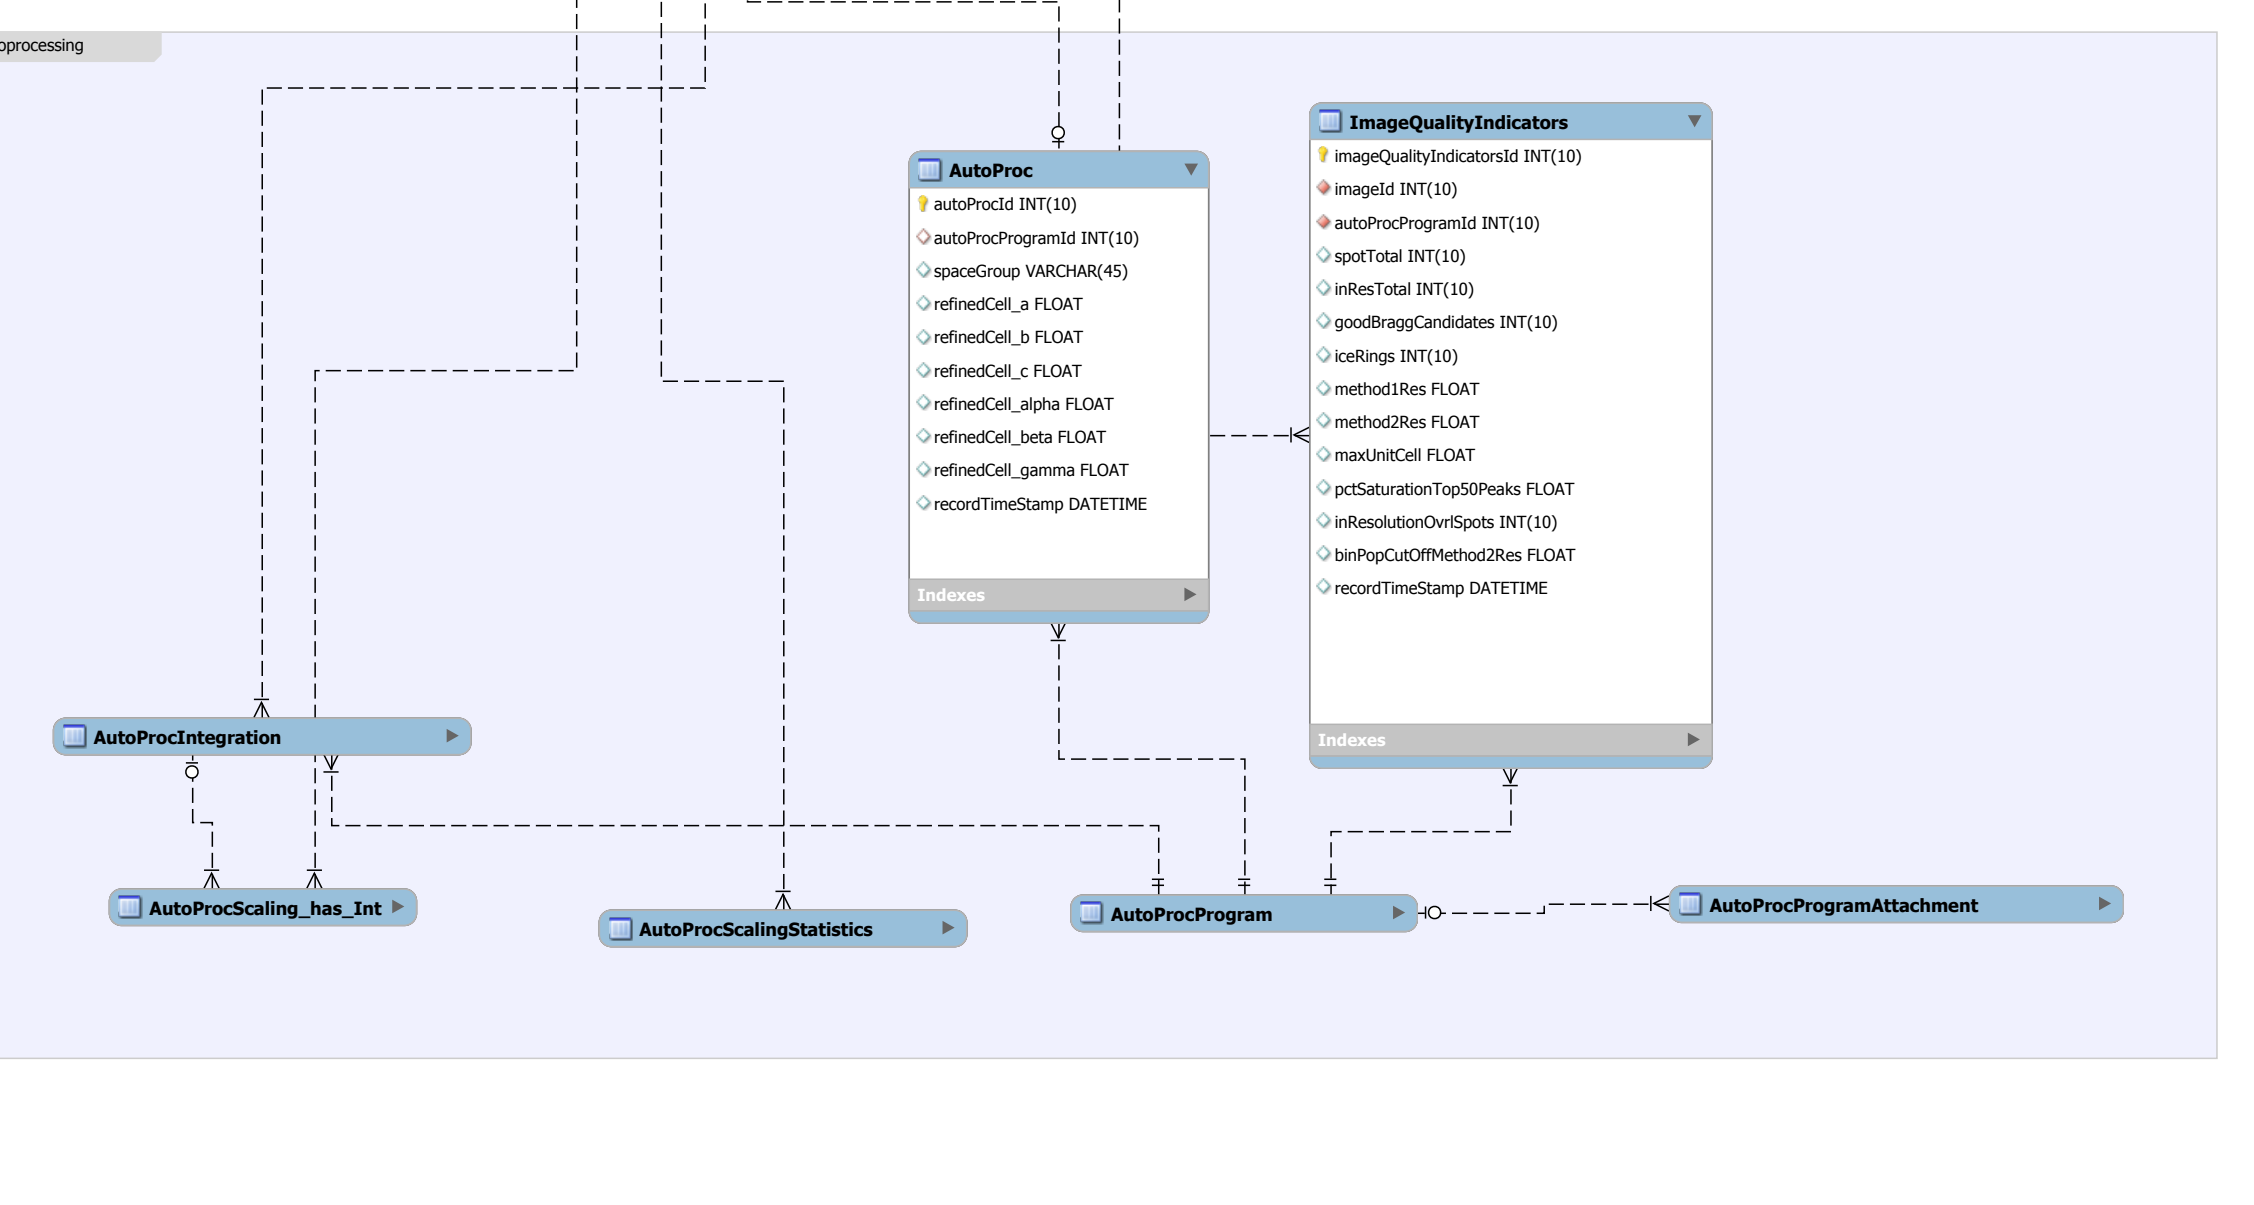 oprocessing
AutoProc
autoProcId INT(10)
autoProcProgramId INT(10)
spaceGroup VARCHAR(45)
refinedCell_a FLOAT
refinedCell_b FLOAT
refinedCell_c FLOAT
refinedCell_alpha FLOAT
refinedCell_beta FLOAT
refinedCell_gamma FLOAT
recordTimeStamp DATETIME
Indexes
ImageQualityIndicators
imageQualityIndicatorsId INT(10)
imageId INT(10)
autoProcProgramId INT(10)
spotTotal INT(10)
inResTotal INT(10)
goodBraggCandidates INT(10)
iceRings INT(10)
method1Res FLOAT
method2Res FLOAT
maxUnitCell FLOAT
pctSaturationTop50Peaks FLOAT
inResolutionOvrlSpots INT(10)
binPopCutOffMethod2Res FLOAT
recordTimeStamp DATETIME
Indexes
AutoProcIntegration
AutoProcScaling_has_Int
AutoProcScalingStatistics
AutoProcProgram
AutoProcProgramAttachment